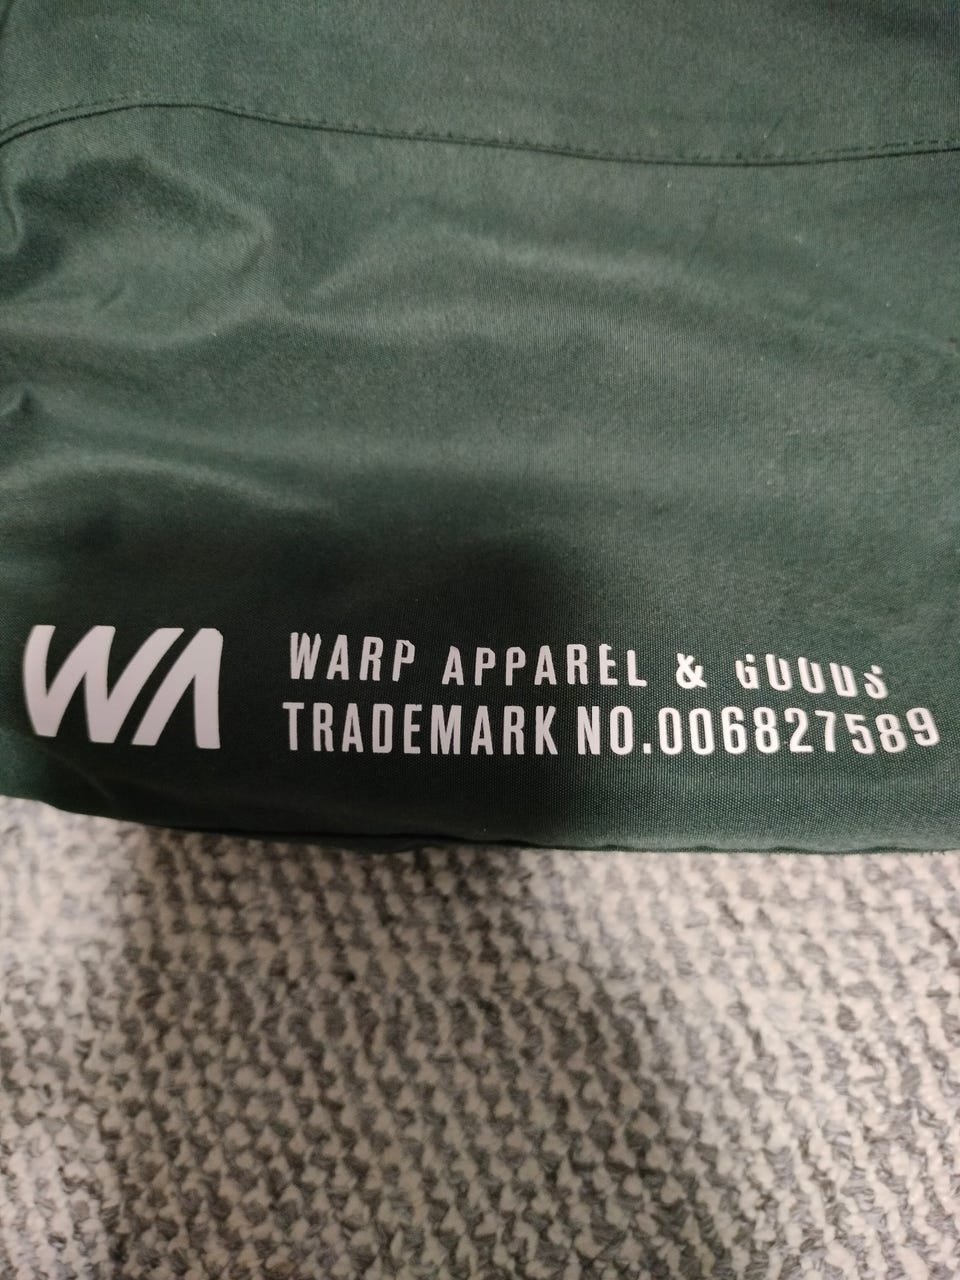 WA
WARP APPAREL & GOODS
TRADEMARK NO.006827589